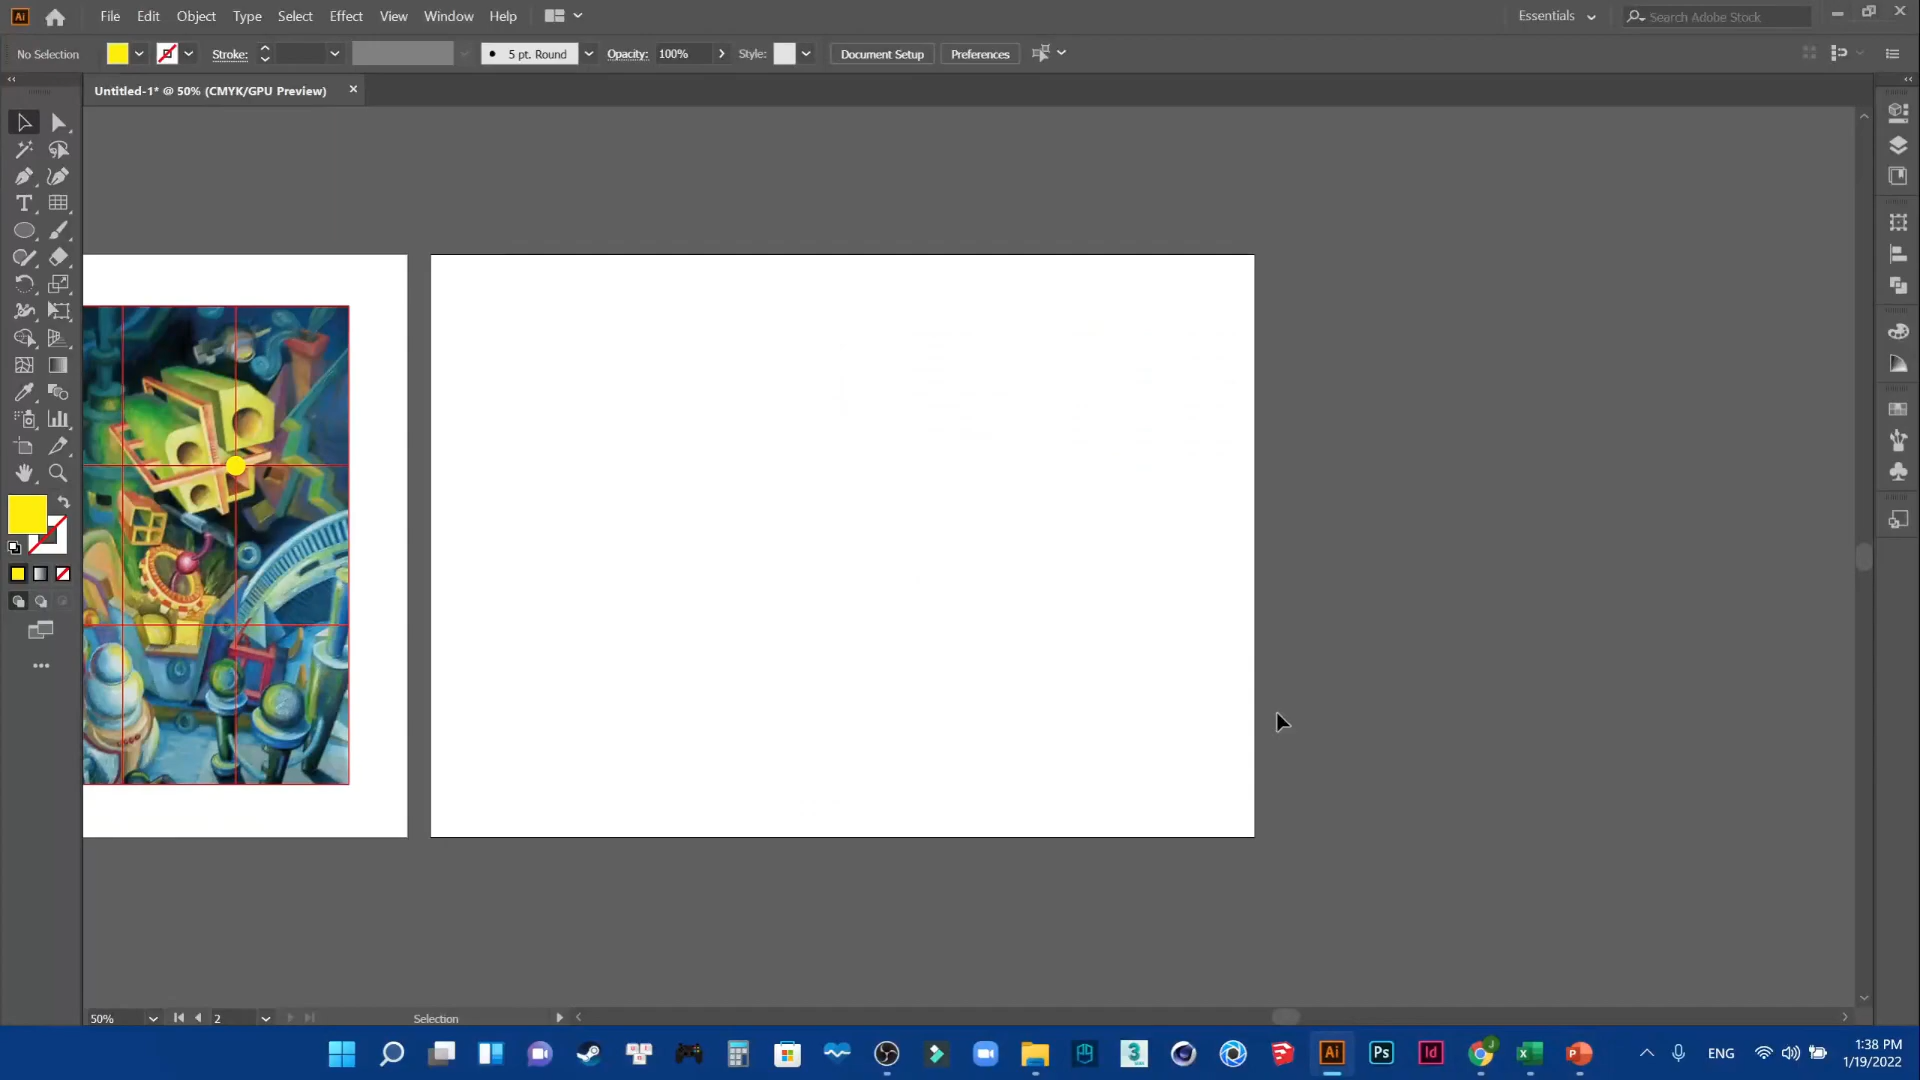 Ai File Edit Object Type Select Effect View Window Help Essentials Search Adobe Stock
No Selection Stroke: 5 pt. Round Opacity: 100% Style: Document Setup Preferences
Untitled-1* @ 50% (CMYK/GPU Preview)
50% 2 Selection
3 Ai Ps Id J ENG 1:38 PM
1/19/2022